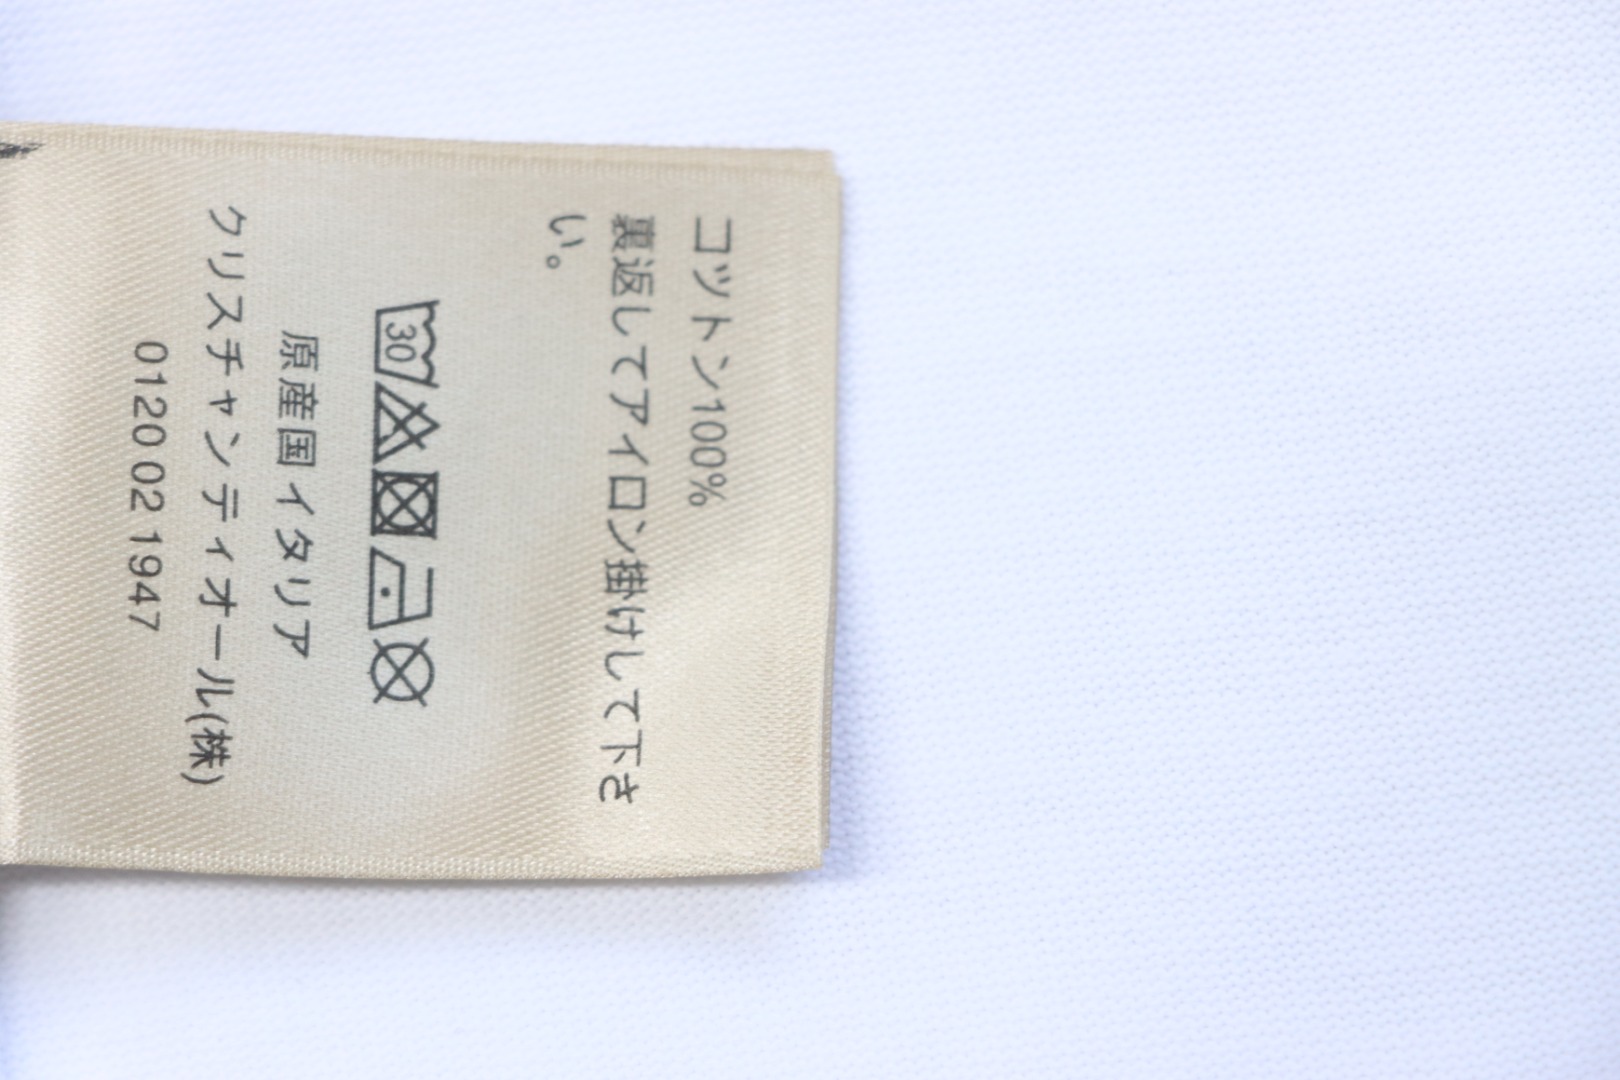 コットン100%
裏返してアイロン掛けして下さ
い。
30
原産国イタリア
クリスチャンディオール(株)
0120 02 1947